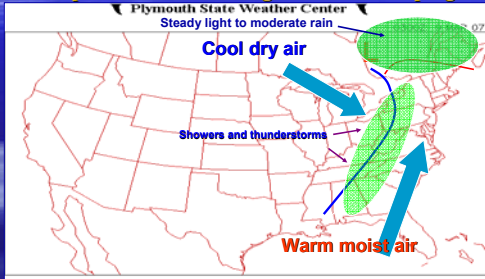 Plymouth State Weather Center
Steady light to moderate rain
Cool dry air
Showers and thunderstorms
Warm moist air